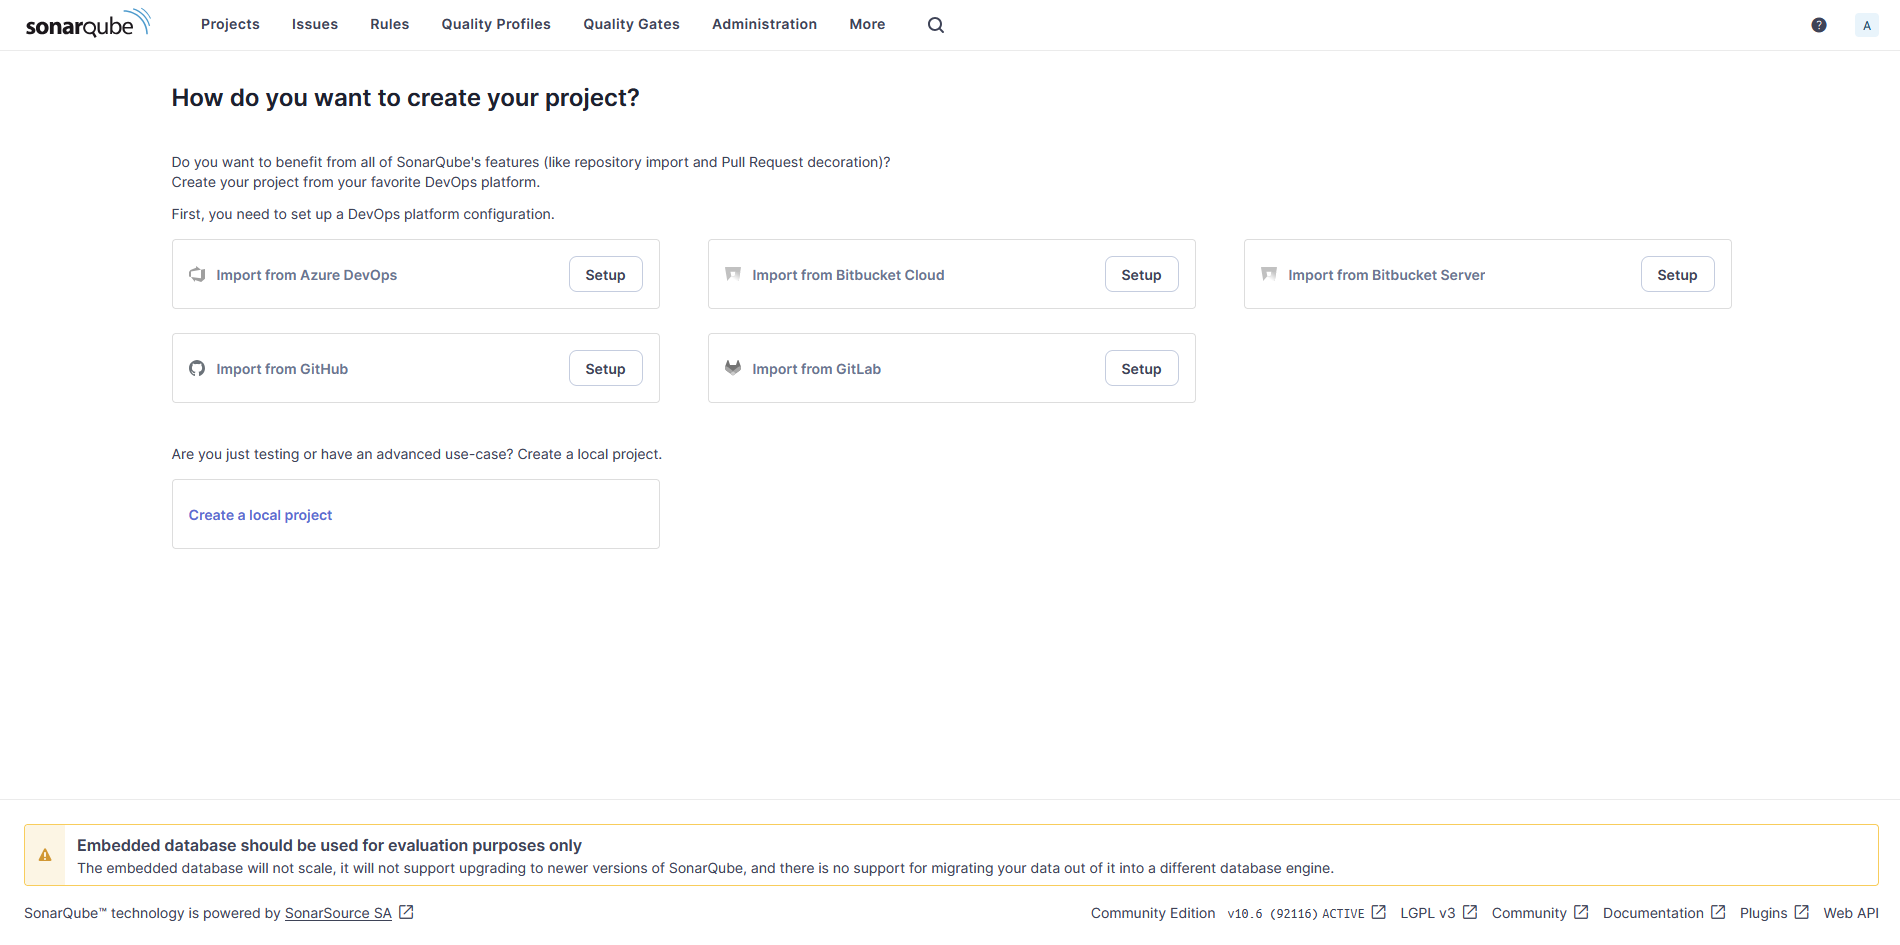 sonarqube
Projects Issues Rules Quality Profiles Quality Gates Administration More ? A
How do you want to create your project?
Do you want to benefit from all of SonarQube's features (like repository import and Pull Request decoration)?
Create your project from your favorite DevOps platform.
First, you need to set up a DevOps platform configuration.
Import from Azure DevOps Setup Import from Bitbucket Cloud Setup Import from Bitbucket Server Setup
Import from GitHub Setup Import from GitLab Setup
Are you just testing or have an advanced use-case? Create a local project.
Create a local project
Embedded database should be used for evaluation purposes only
The embedded database will not scale, it will not support upgrading to newer versions of SonarQube, and there is no support for migrating your data out of it into a different database engine.
SonarQube™ technology is powered by SonarSource SA Community Edition v10.6 (92116) ACTIVE LGPL v3 Community Documentation Plugins Web API